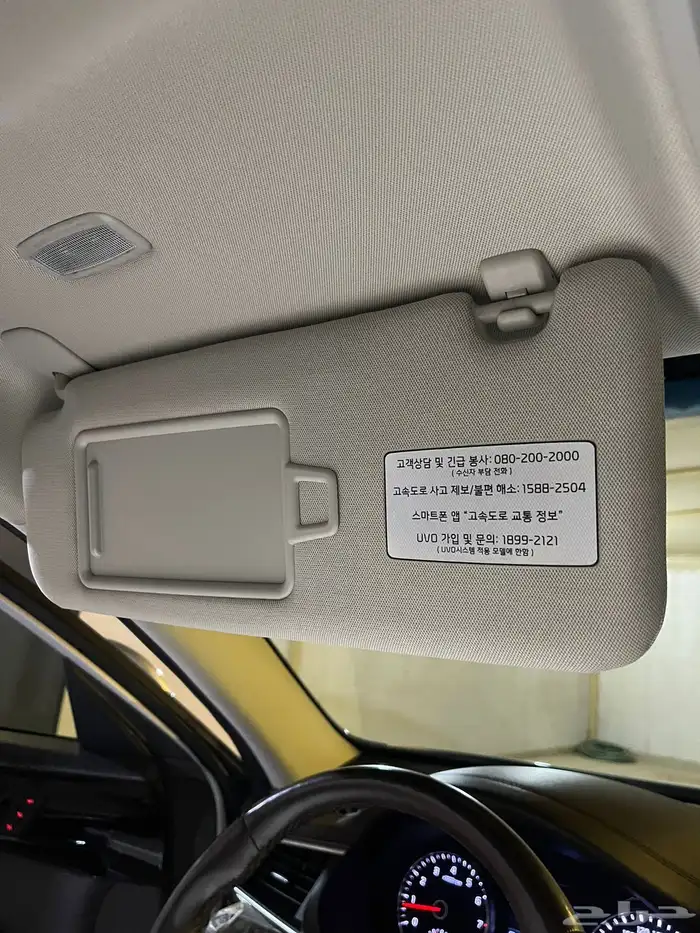 고객상담 및 긴급 봉사: 080-200-2000
( 수신자 부담 전화 )
고속도로 사고 제보/불편 해소: 1588-2504
스마트폰 앱 “고속도로 교통 정보”
UVO 가입 및 문의: 1899-2121
( UVO시스템 적용 모델에 한함 )
حراج